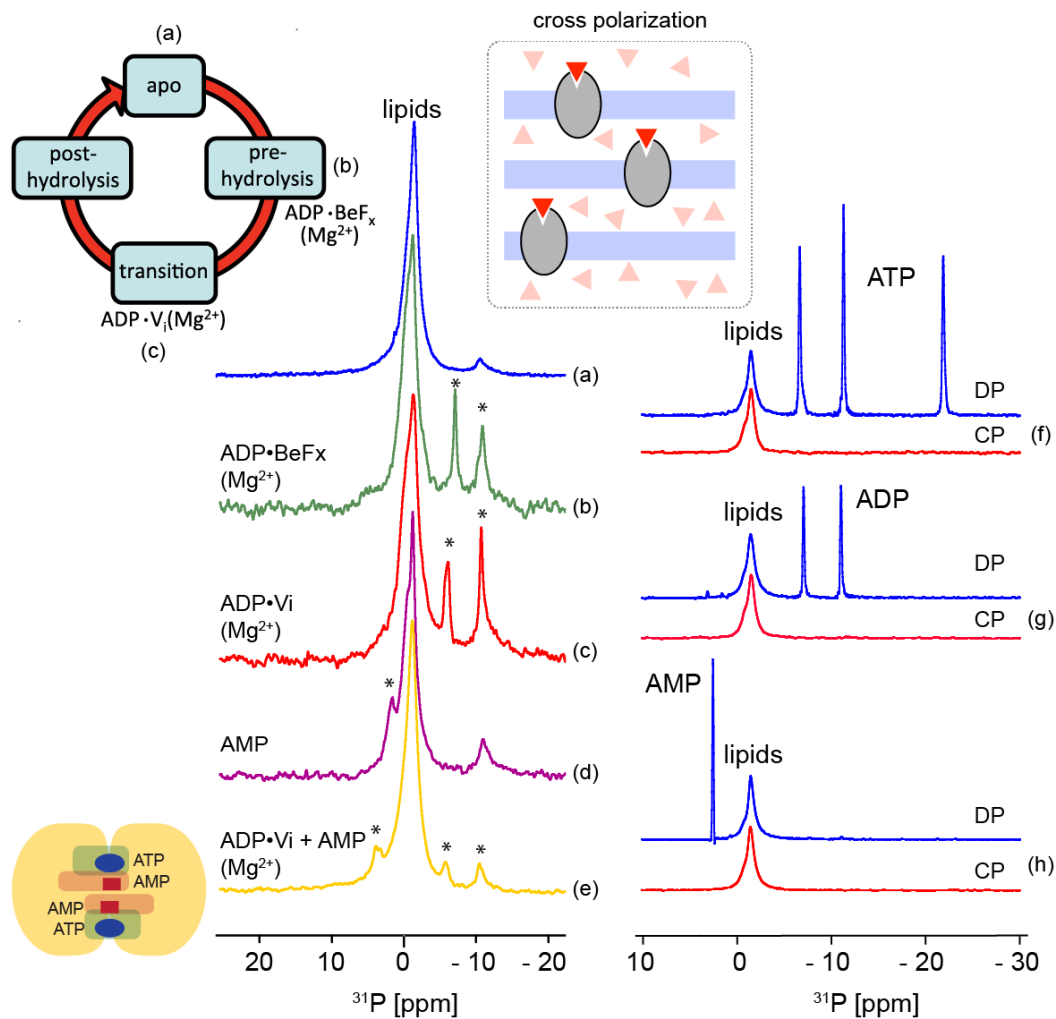 (a)
apo
post-
hydrolysis
pre-
hydrolysis
(b)
ADP·BeFₓ
(Mg²⁺)
transition
ADP·Vᵢ(Mg²⁺)
(c)
cross polarization
lipids
(a)
ADP•BeFx
(Mg²⁺)
*
*
(b)
ADP•Vi
(Mg²⁺)
*
*
(c)
AMP
*
(d)
ADP•Vi + AMP
(Mg²⁺)
*
*
*
(e)
ATP
AMP
AMP
ATP
20
10
0
- 10
- 20
³¹P [ppm]
ATP
lipids
DP
CP
(f)
ADP
lipids
DP
CP
(g)
AMP
lipids
DP
CP
(h)
10
0
- 10
- 20
- 30
³¹P [ppm]